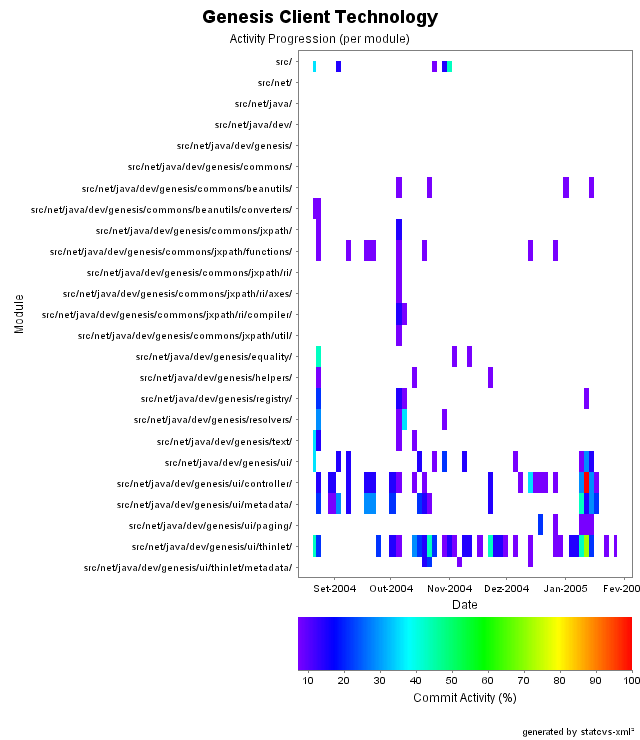 Genesis Client Technology
Activity Progression (per module)
src/
src/net/
src/net/java/
src/net/java/dev/
src/net/java/dev/genesis/
src/net/java/dev/genesis/commons/
src/net/java/dev/genesis/commons/beanutils/
src/net/java/dev/genesis/commons/beanutils/converters/
src/net/java/dev/genesis/commons/jxpath/
src/net/java/dev/genesis/commons/jxpath/functions/
src/net/java/dev/genesis/commons/jxpath/ri/
src/net/java/dev/genesis/commons/jxpath/ri/axes/
src/net/java/dev/genesis/commons/jxpath/ri/compiler/
src/net/java/dev/genesis/commons/jxpath/util/
src/net/java/dev/genesis/equality/
src/net/java/dev/genesis/helpers/
src/net/java/dev/genesis/registry/
src/net/java/dev/genesis/resolvers/
src/net/java/dev/genesis/text/
src/net/java/dev/genesis/ui/
src/net/java/dev/genesis/ui/controller/
src/net/java/dev/genesis/ui/metadata/
src/net/java/dev/genesis/ui/paging/
src/net/java/dev/genesis/ui/thinlet/
src/net/java/dev/genesis/ui/thinlet/metadata/
Module
Set-2004 Out-2004 Nov-2004 Dez-2004 Jan-2005 Fev-200
Date
10 20 30 40 50 60 70 80 90 100
Commit Activity (%)
generated by statcvs-xml²